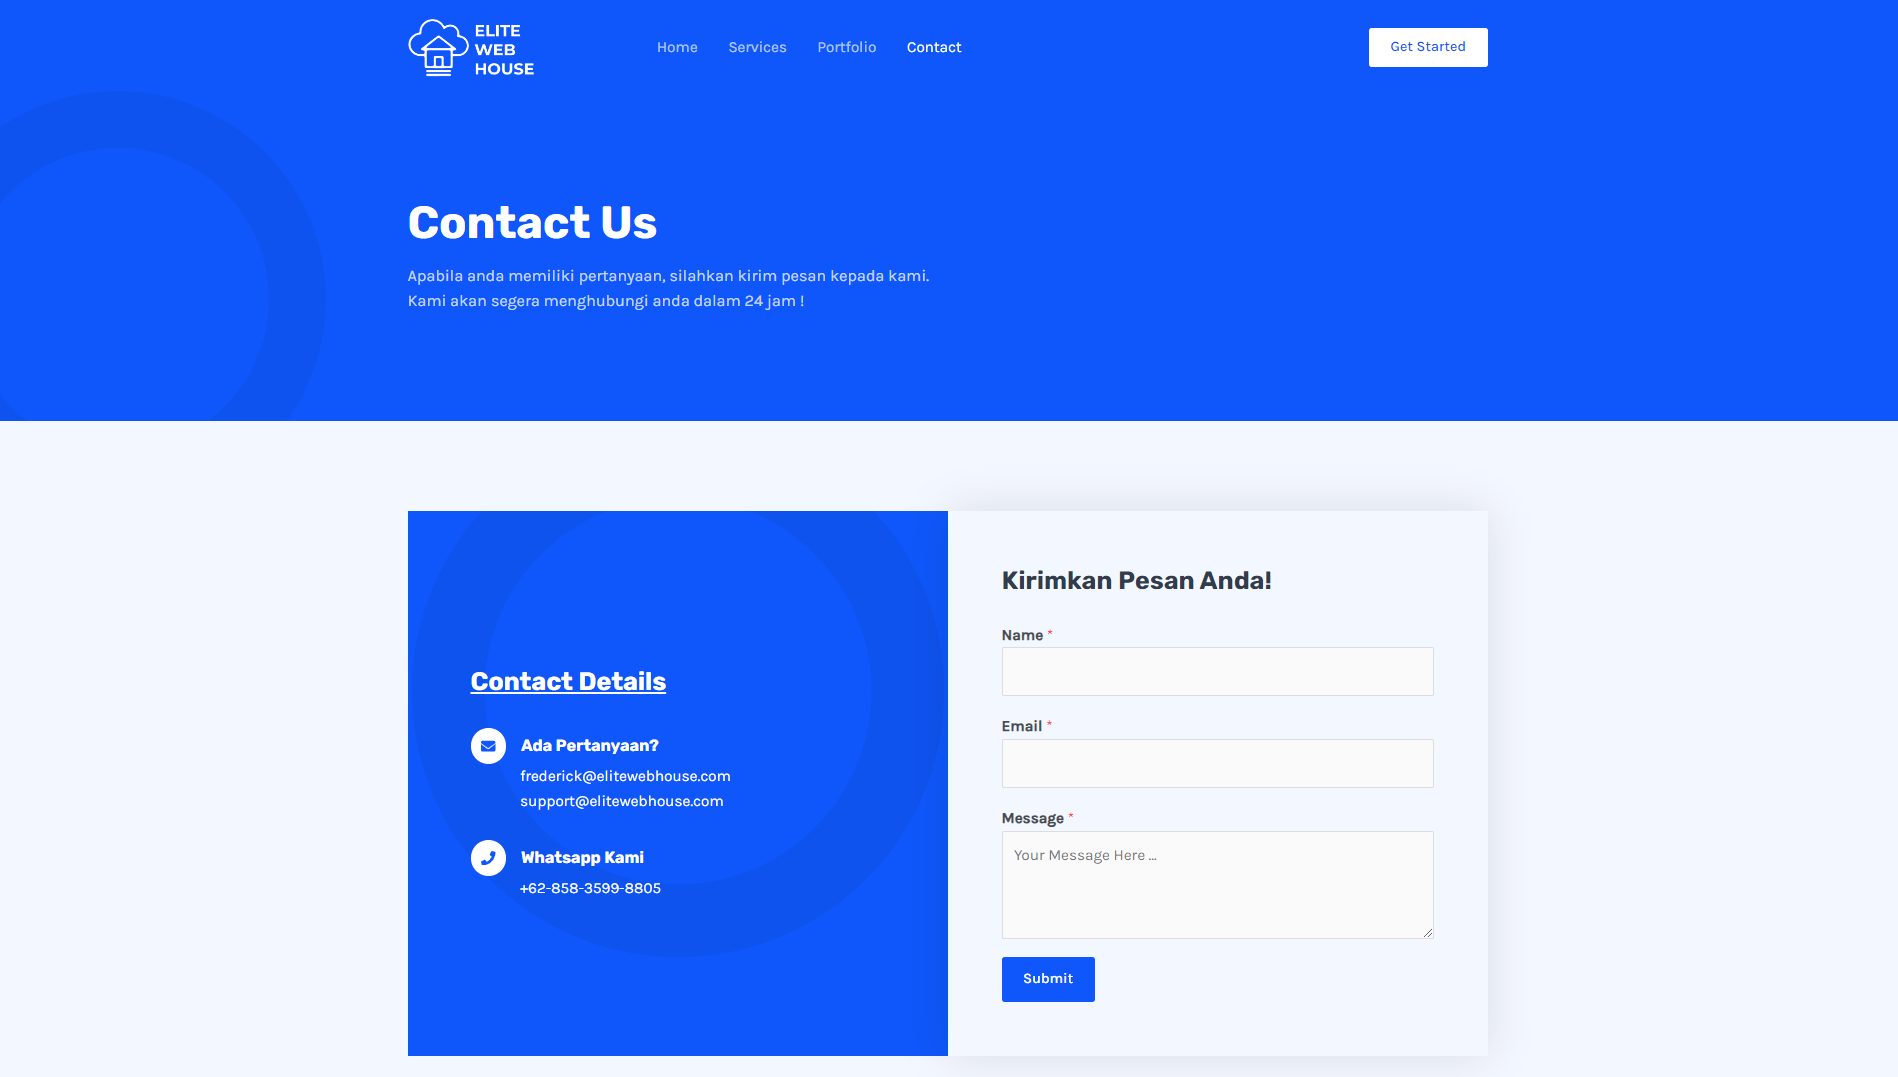 ELITE
WEB
HOUSE
Home
Services
Portfolio
Contact
Get Started
Contact Us
Apabila anda memiliki pertanyaan, silahkan kirim pesan kepada kami.
Kami akan segera menghubungi anda dalam 24 jam !
Contact Details
Ada Pertanyaan?
frederick@elitewebhouse.com
support@elitewebhouse.com
Whatsapp Kami
+62-858-3599-8805
Kirimkan Pesan Anda!
Name *
Email *
Message *
Your Message Here ...
Submit